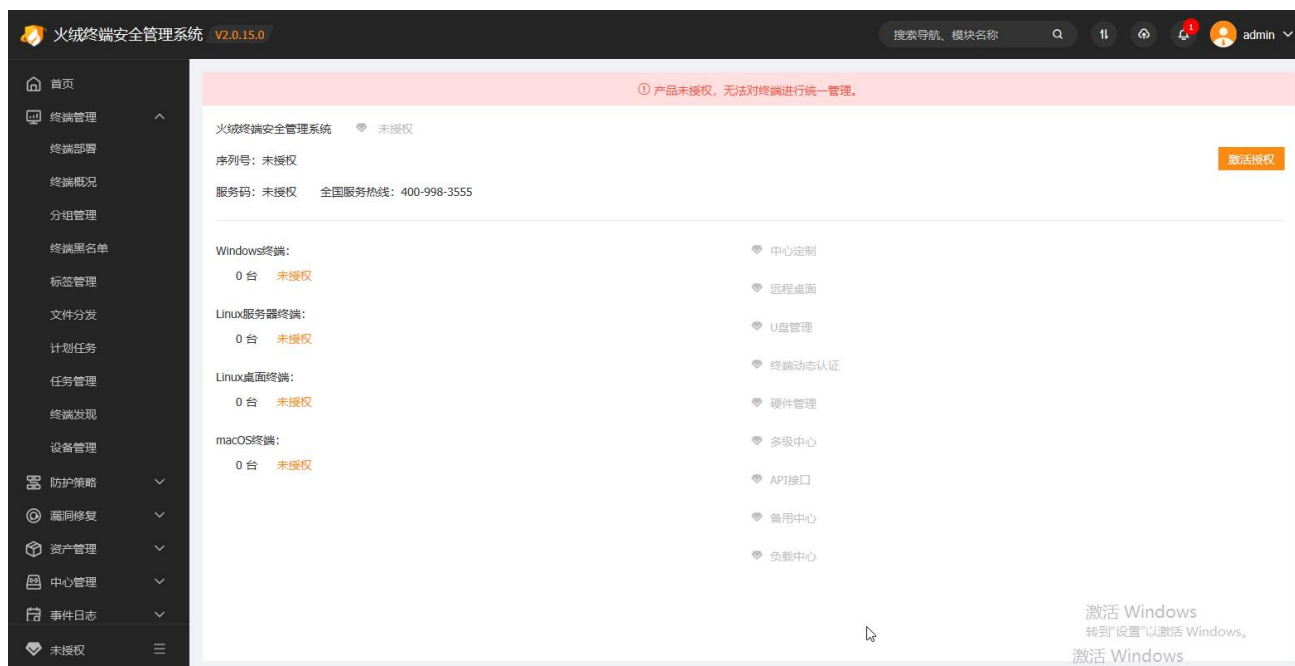 火绒终端安全管理系统 V2.0.15.0
搜索导航、模块名称
1
admin
首页
终端管理
终端部署
终端概况
分组管理
终端黑名单
标签管理
文件分发
计划任务
任务管理
终端发现
设备管理
防护策略
漏洞修复
资产管理
中心管理
事件日志
未授权
产品未授权，无法对终端进行统一管理。
火绒终端安全管理系统 未授权
序列号：未授权
激活授权
服务码：未授权 全国服务热线：400-998-3555
Windows终端：
0 台 未授权
Linux服务器终端：
0 台 未授权
Linux桌面终端：
0 台 未授权
macOS终端：
0 台 未授权
中心定制
远程桌面
U盘管理
终端动态认证
硬件管理
多级中心
API接口
备用中心
负载中心
激活 Windows
转到"设置"以激活 Windows。
激活 Windows